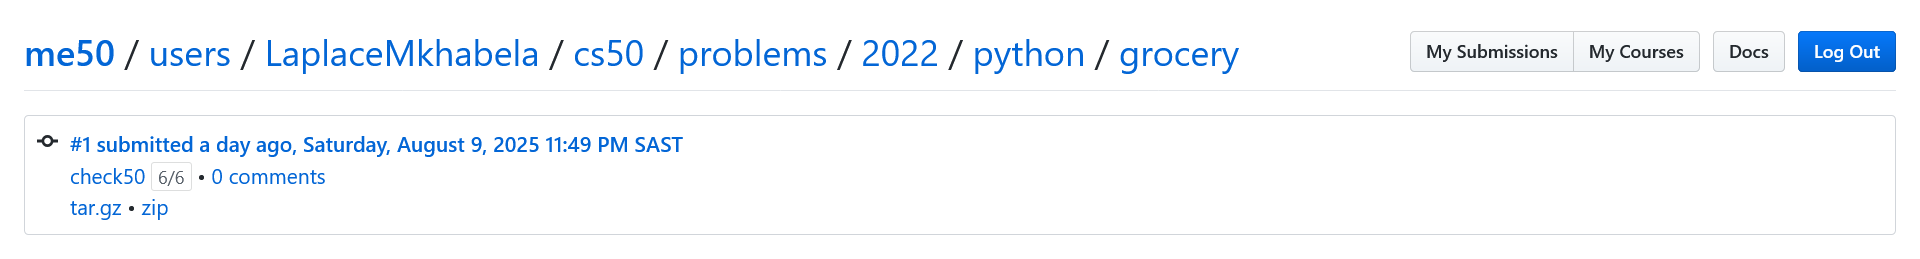 me50 / users / LaplaceMkhabela / cs50 / problems / 2022 / python / grocery
My Submissions My Courses Docs Log Out
#1 submitted a day ago, Saturday, August 9, 2025 11:49 PM SAST
check50 6/6 • 0 comments
tar.gz • zip